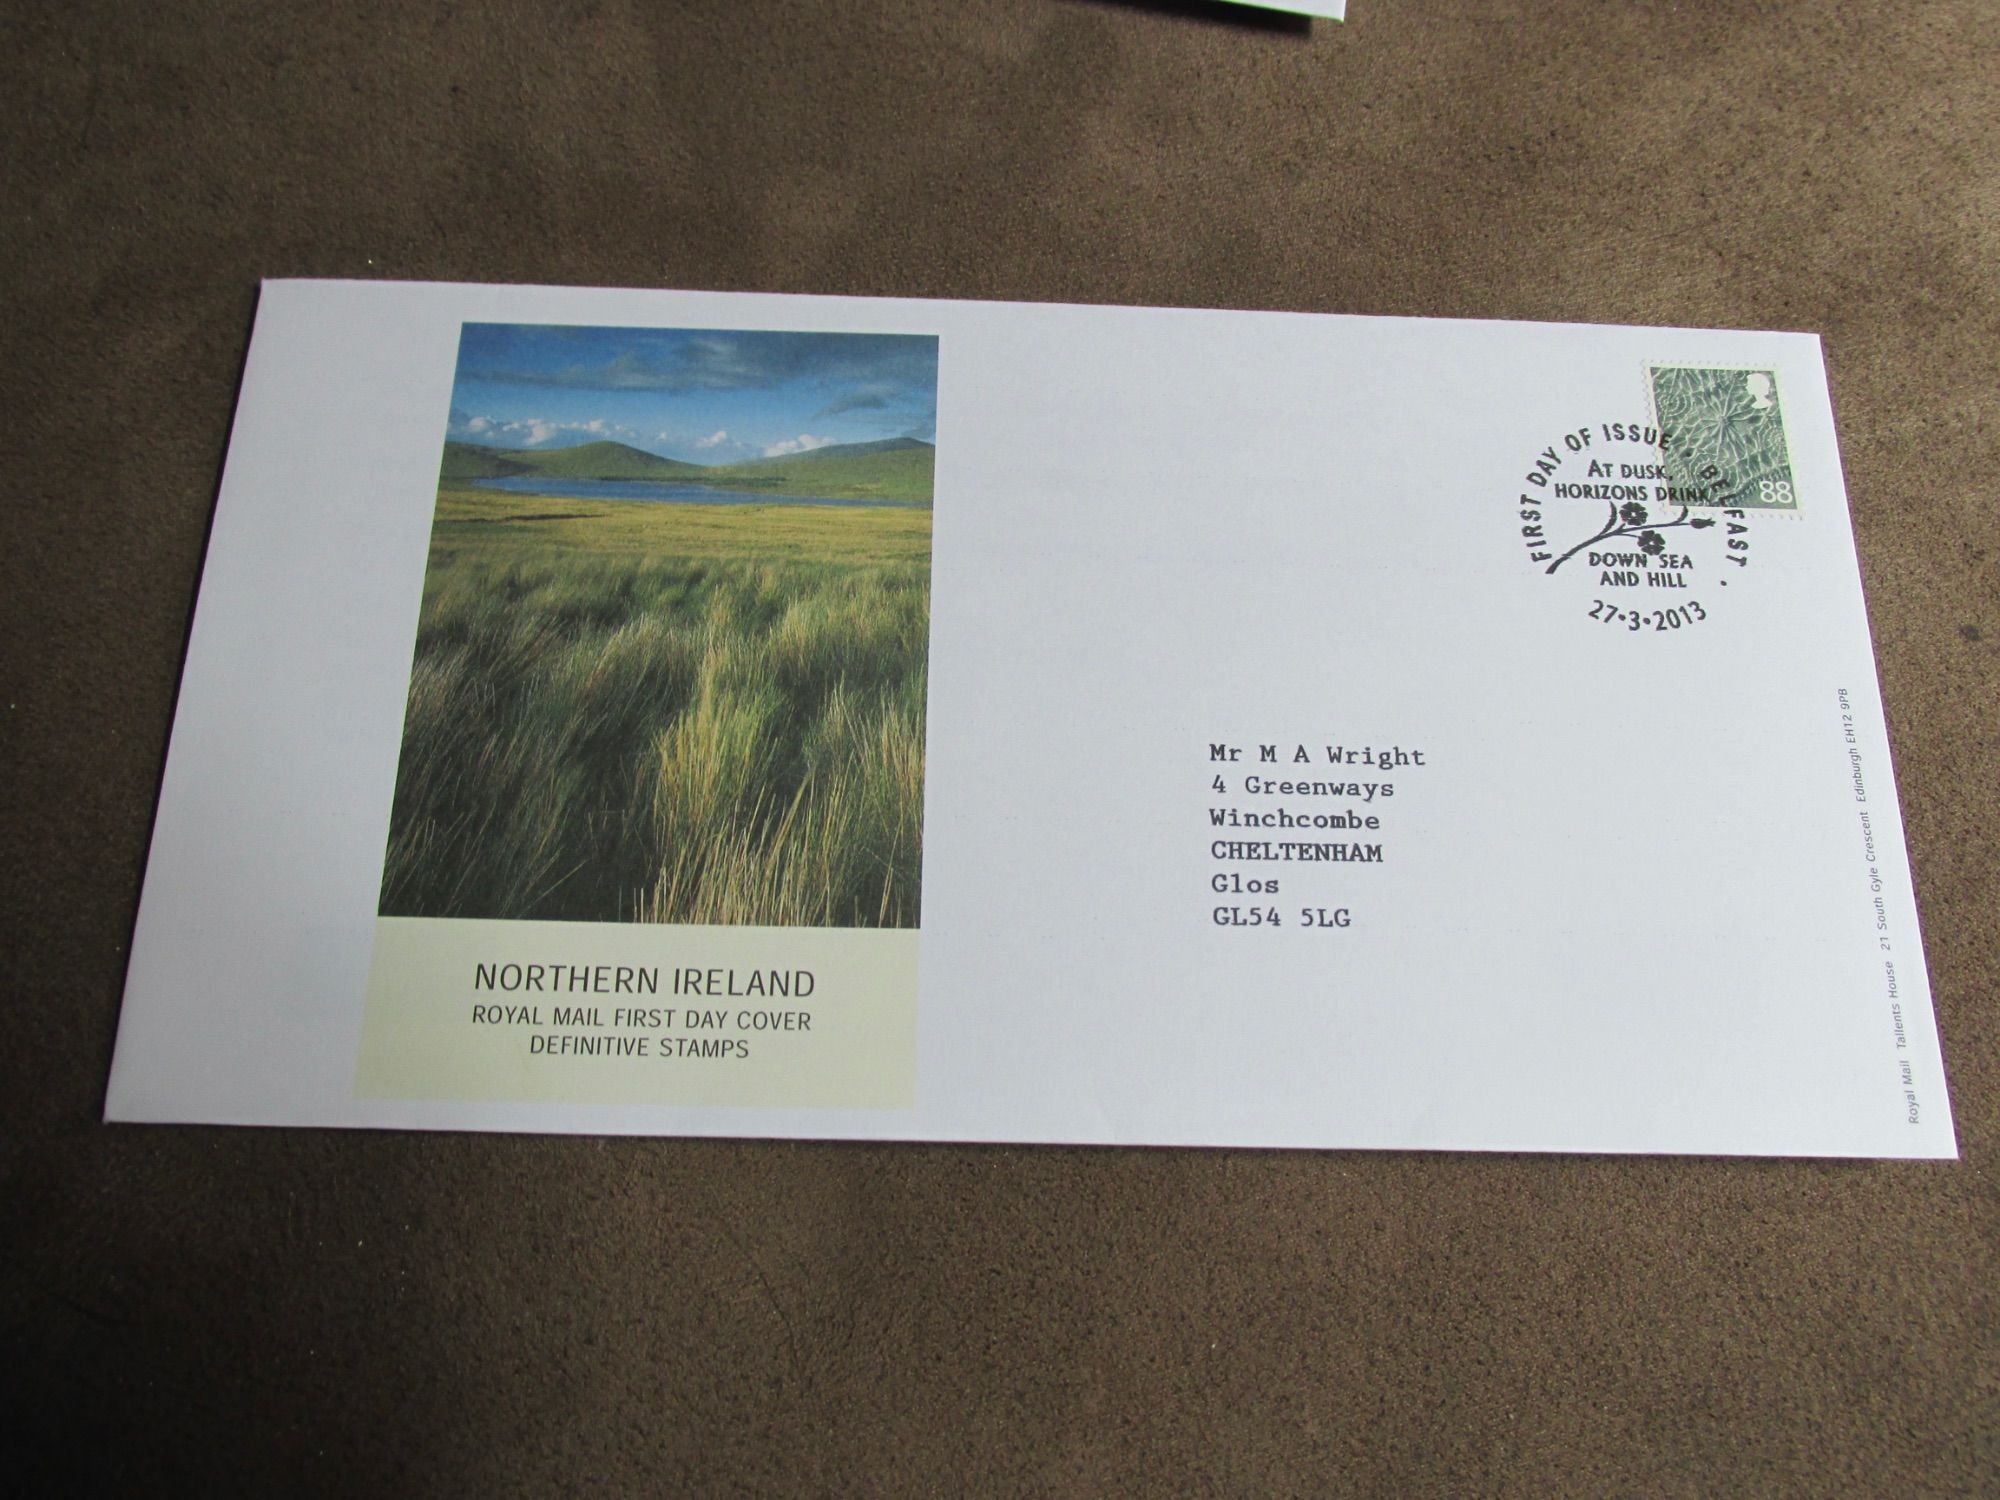 NORTHERN IRELAND
ROYAL MAIL FIRST DAY COVER
DEFINITIVE STAMPS
88
FIRST DAY OF ISSUE • BELFAST •
AT DUSK,
HORIZONS DRINK
DOWN SEA
AND HILL
27•3•2013
Mr M A Wright
4 Greenways
Winchcombe
CHELTENHAM
Glos
GL54 5LG
Royal Mail Tallents House 21 South Gyle Crescent Edinburgh EH12 9PB